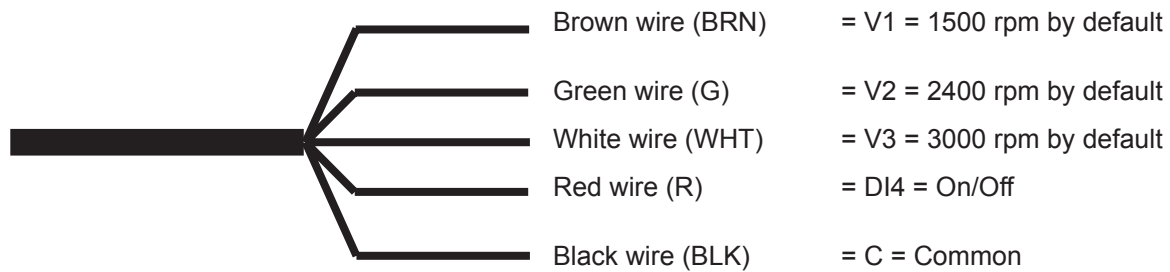 Brown wire (BRN) = V1 = 1500 rpm by default
Green wire (G) = V2 = 2400 rpm by default
White wire (WHT) = V3 = 3000 rpm by default
Red wire (R) = DI4 = On/Off
Black wire (BLK) = C = Common